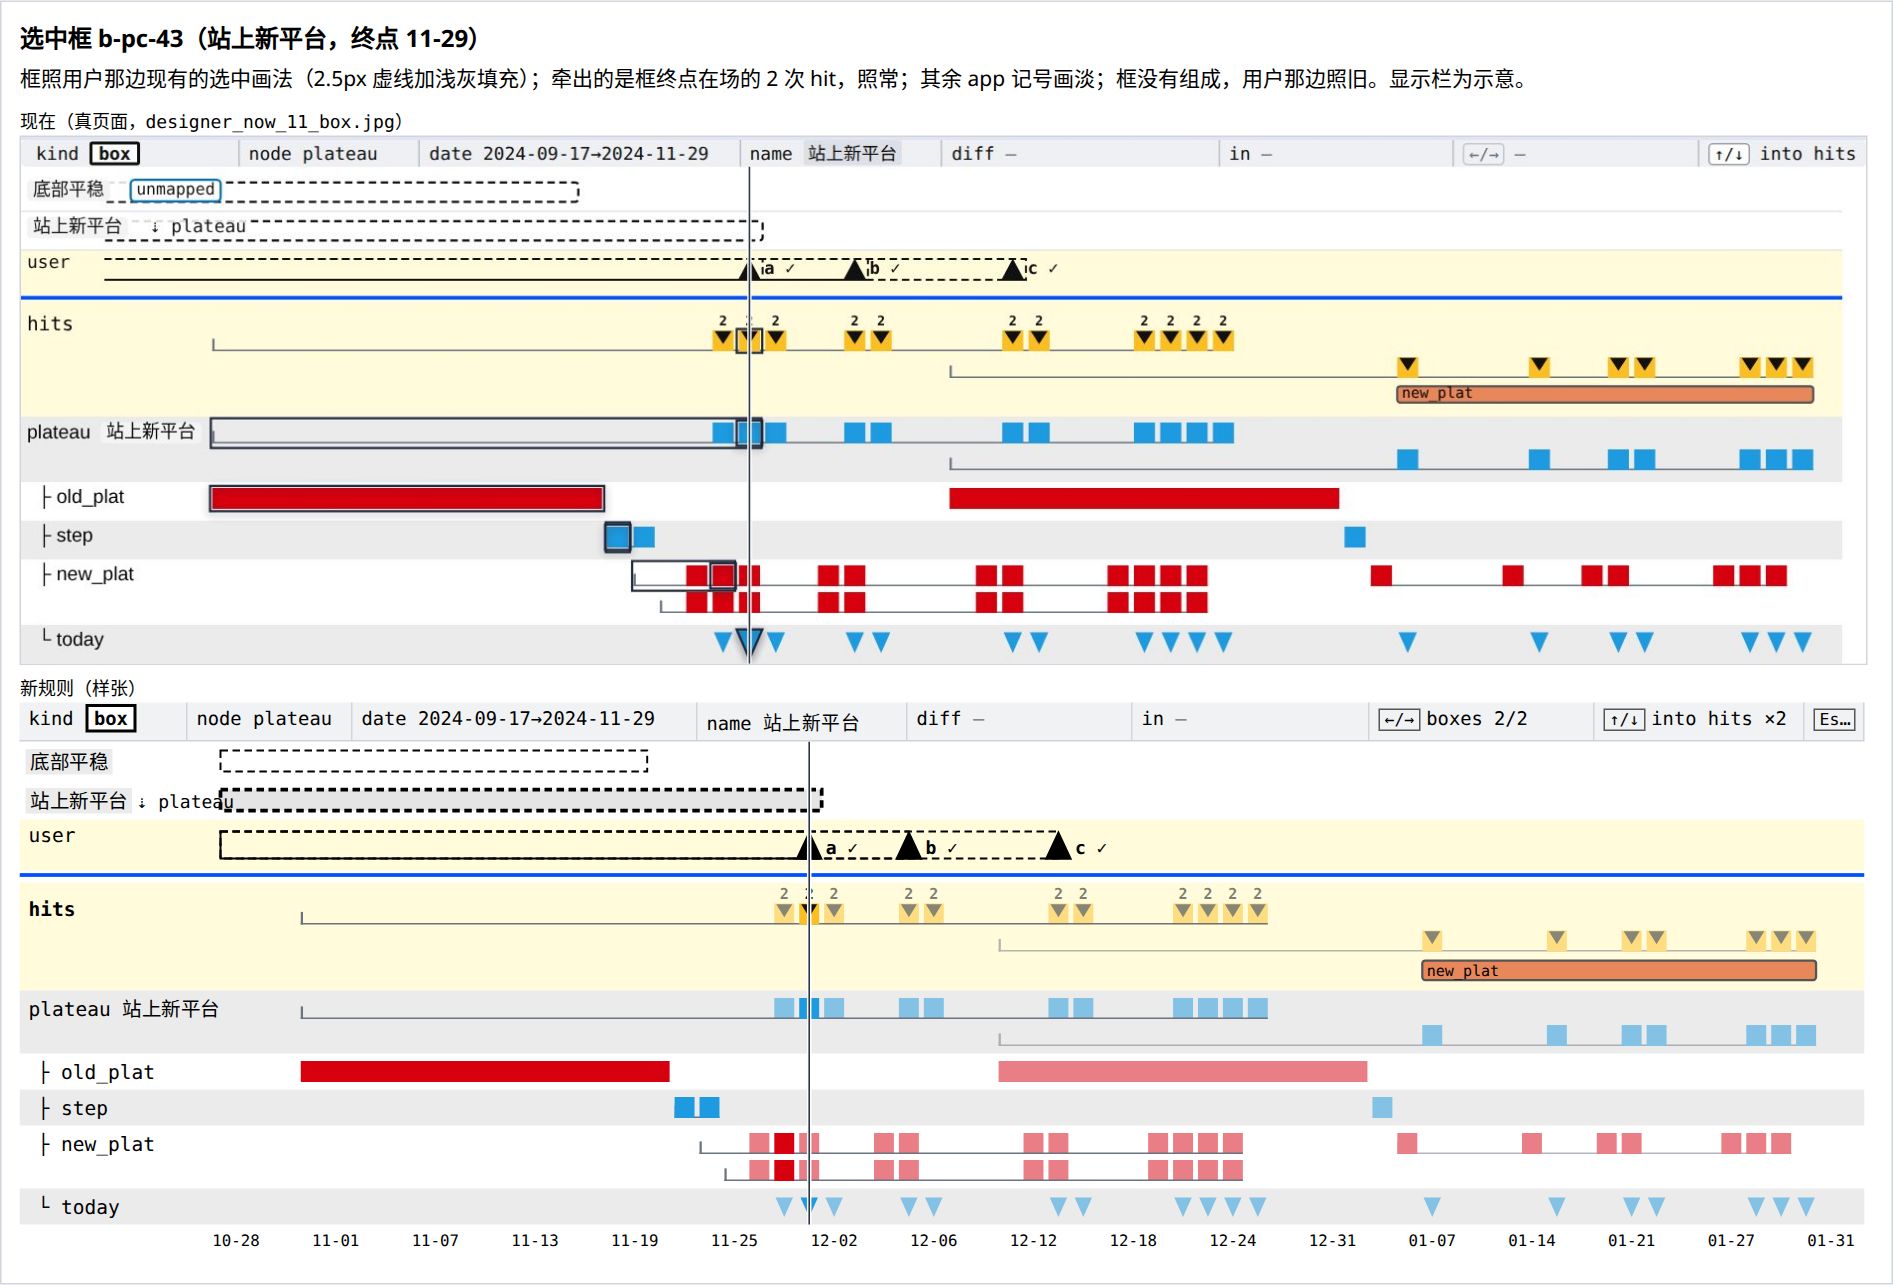 选中框 b-pc-43（站上新平台，终点 11-29）
框照用户那边现有的选中画法（2.5px 虚线加浅灰填充）；牵出的是框终点在场的 2 次 hit，照常；其余 app 记号画淡；框没有组成，用户那边照旧。显示栏为示意。
现在（真页面，designer_now_11_box.jpg）
kind box node plateau date 2024-09-17→2024-11-29 name 站上新平台 diff — in — ←/→ — ↑/↓ into hits
底部平稳 unmapped
站上新平台 ⇣ plateau
user a ✓ b ✓ c ✓
hits 2 2 2 2 2 2 2 2 2 2
new_plat
plateau 站上新平台
├ old_plat
├ step
├ new_plat
└ today
新规则（样张）
kind box node plateau date 2024-09-17→2024-11-29 name 站上新平台 diff — in — ←/→ boxes 2/2 ↑/↓ into hits ×2 Es…
底部平稳
站上新平台 ⇣ plateau
user a ✓ b ✓ c ✓
hits 2 2 2 2 2 2 2 2 2 2
new_plat
plateau 站上新平台
├ old_plat
├ step
├ new_plat
└ today
10-28 11-01 11-07 11-13 11-19 11-25 12-02 12-06 12-12 12-18 12-24 12-31 01-07 01-14 01-21 01-27 01-31